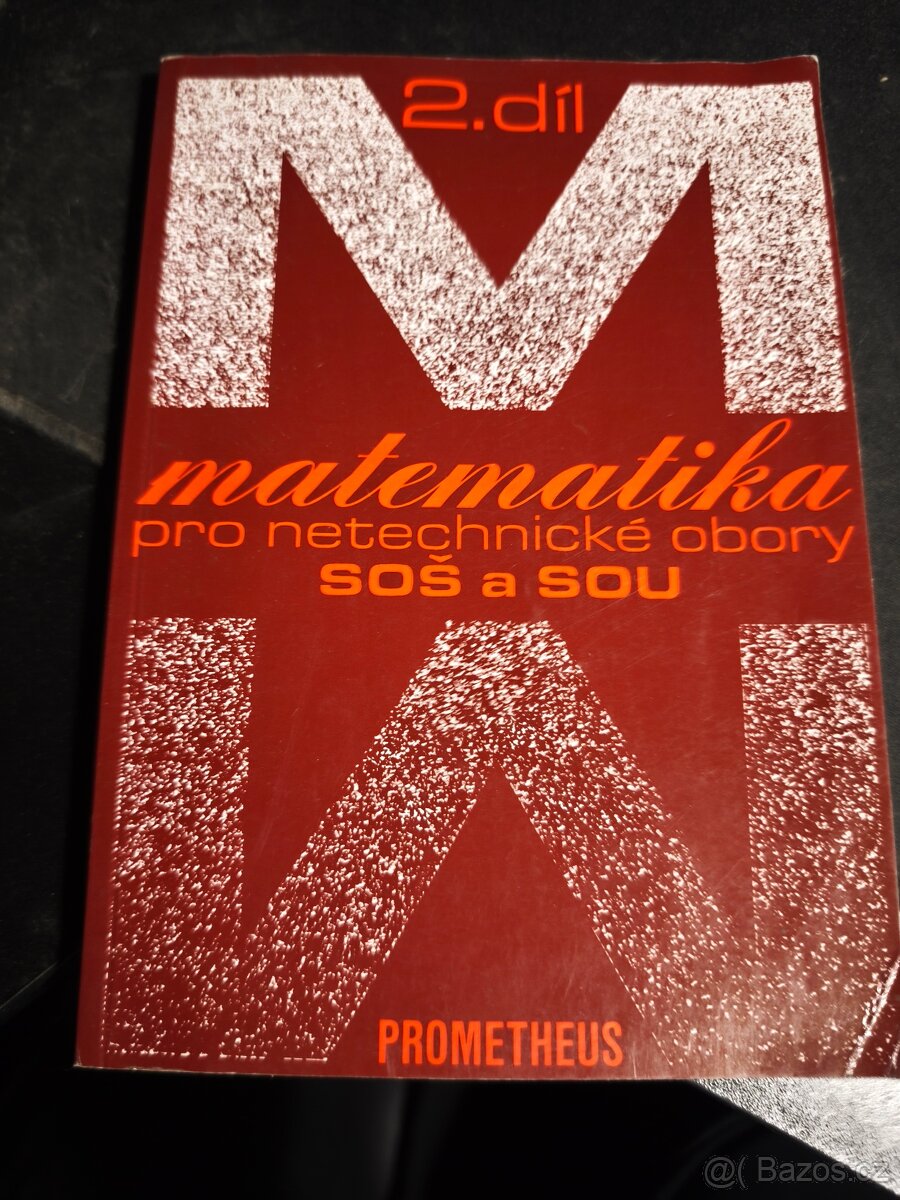 2.díl
matematika
pro netechnické obory
SOŠ a SOU
PROMETHEUS
@( Bazos.cz